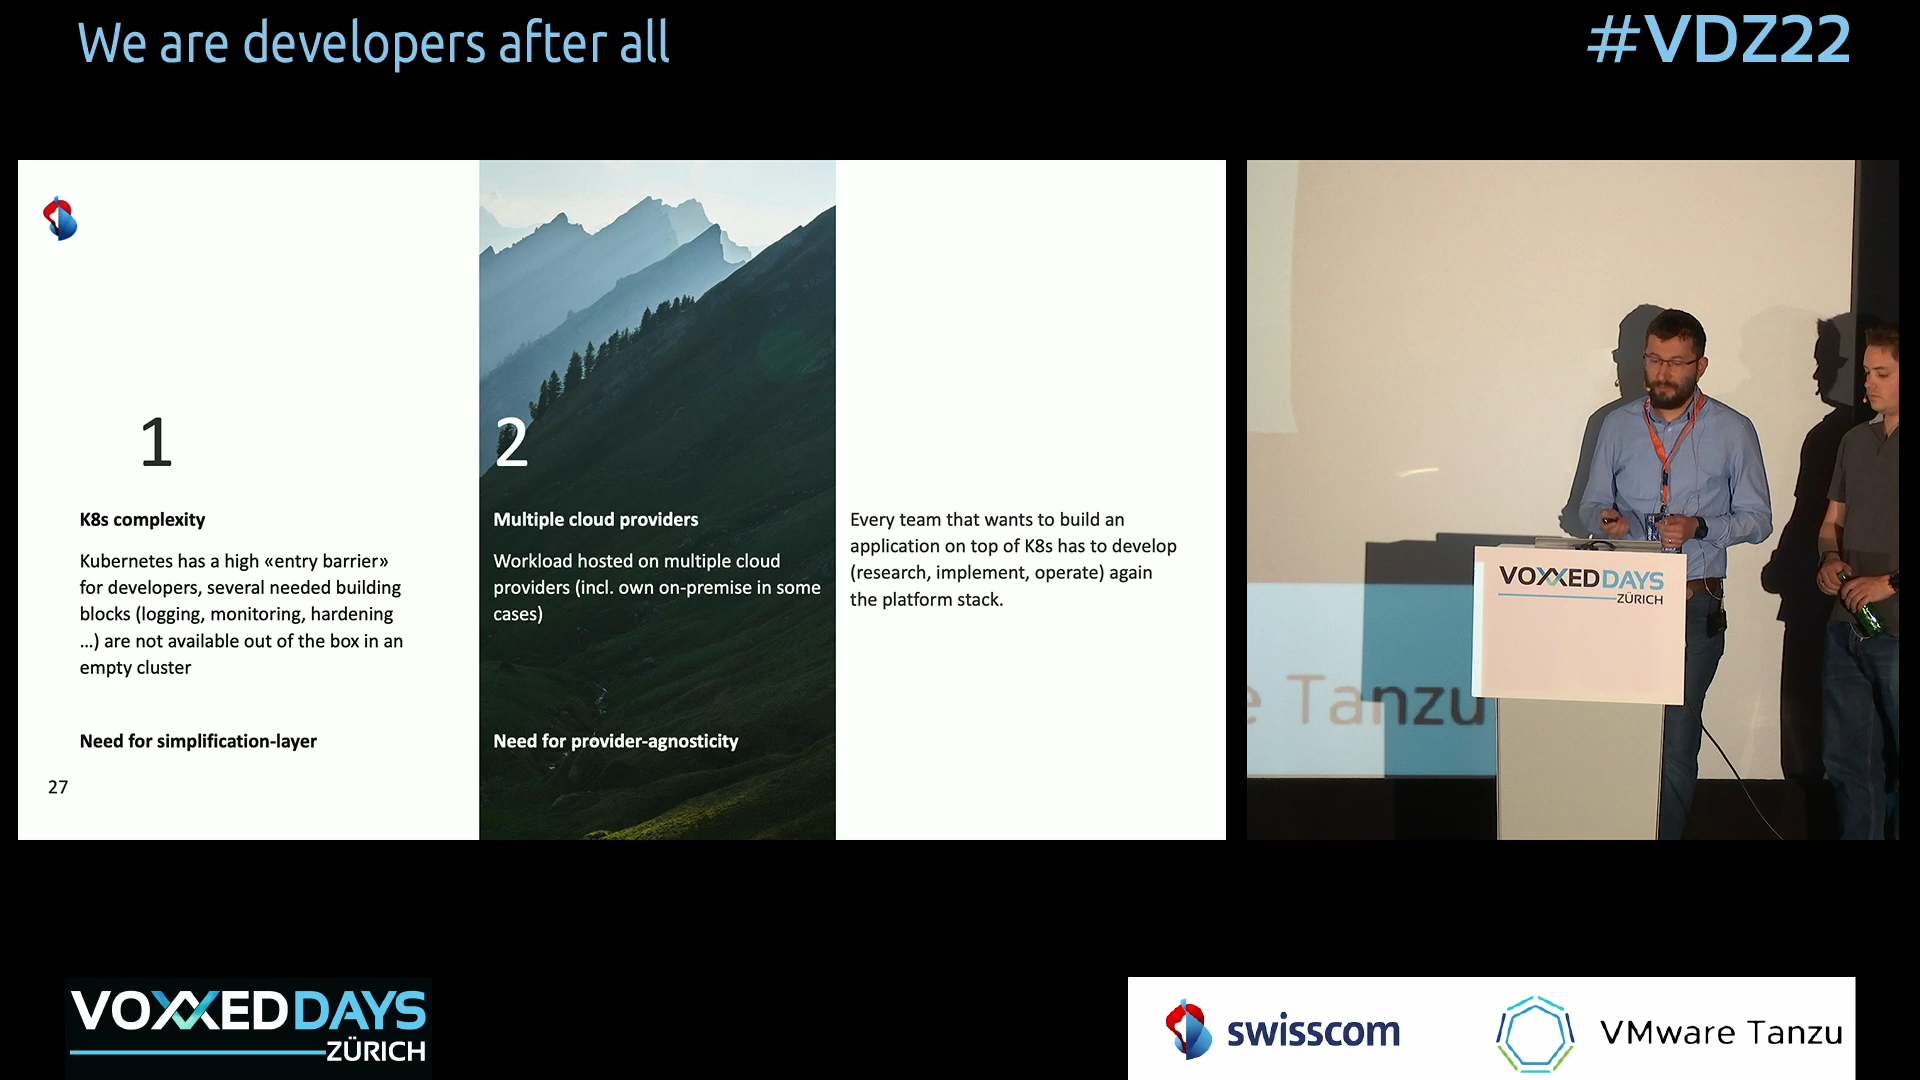 We are developers after all
#VDZ22
1
K8s complexity
Kubernetes has a high «entry barrier»
for developers, several needed building
blocks (logging, monitoring, hardening
...) are not available out of the box in an
empty cluster
Need for simplification-layer
27
2
Multiple cloud providers
Workload hosted on multiple cloud
providers (incl. own on-premise in some
cases)
Need for provider-agnosticity
Every team that wants to build an
application on top of K8s has to develop
(research, implement, operate) again
the platform stack.
VOXXED DAYS
ZÜRICH
e Tanzu
VOXXED DAYS
ZÜRICH
swisscom
VMware Tanzu